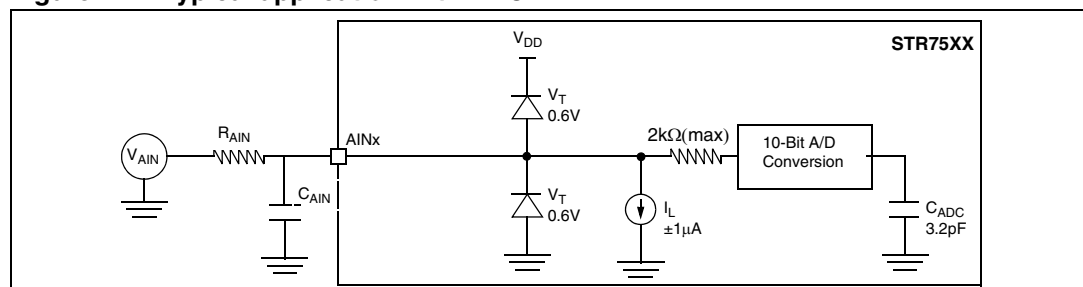 STR75XX
V_DD
V_T
0.6V
R_AIN
AINx
2kΩ(max)
10-Bit A/D
Conversion
V_AIN
C_AIN
V_T
0.6V
I_L
±1μA
C_ADC
3.2pF